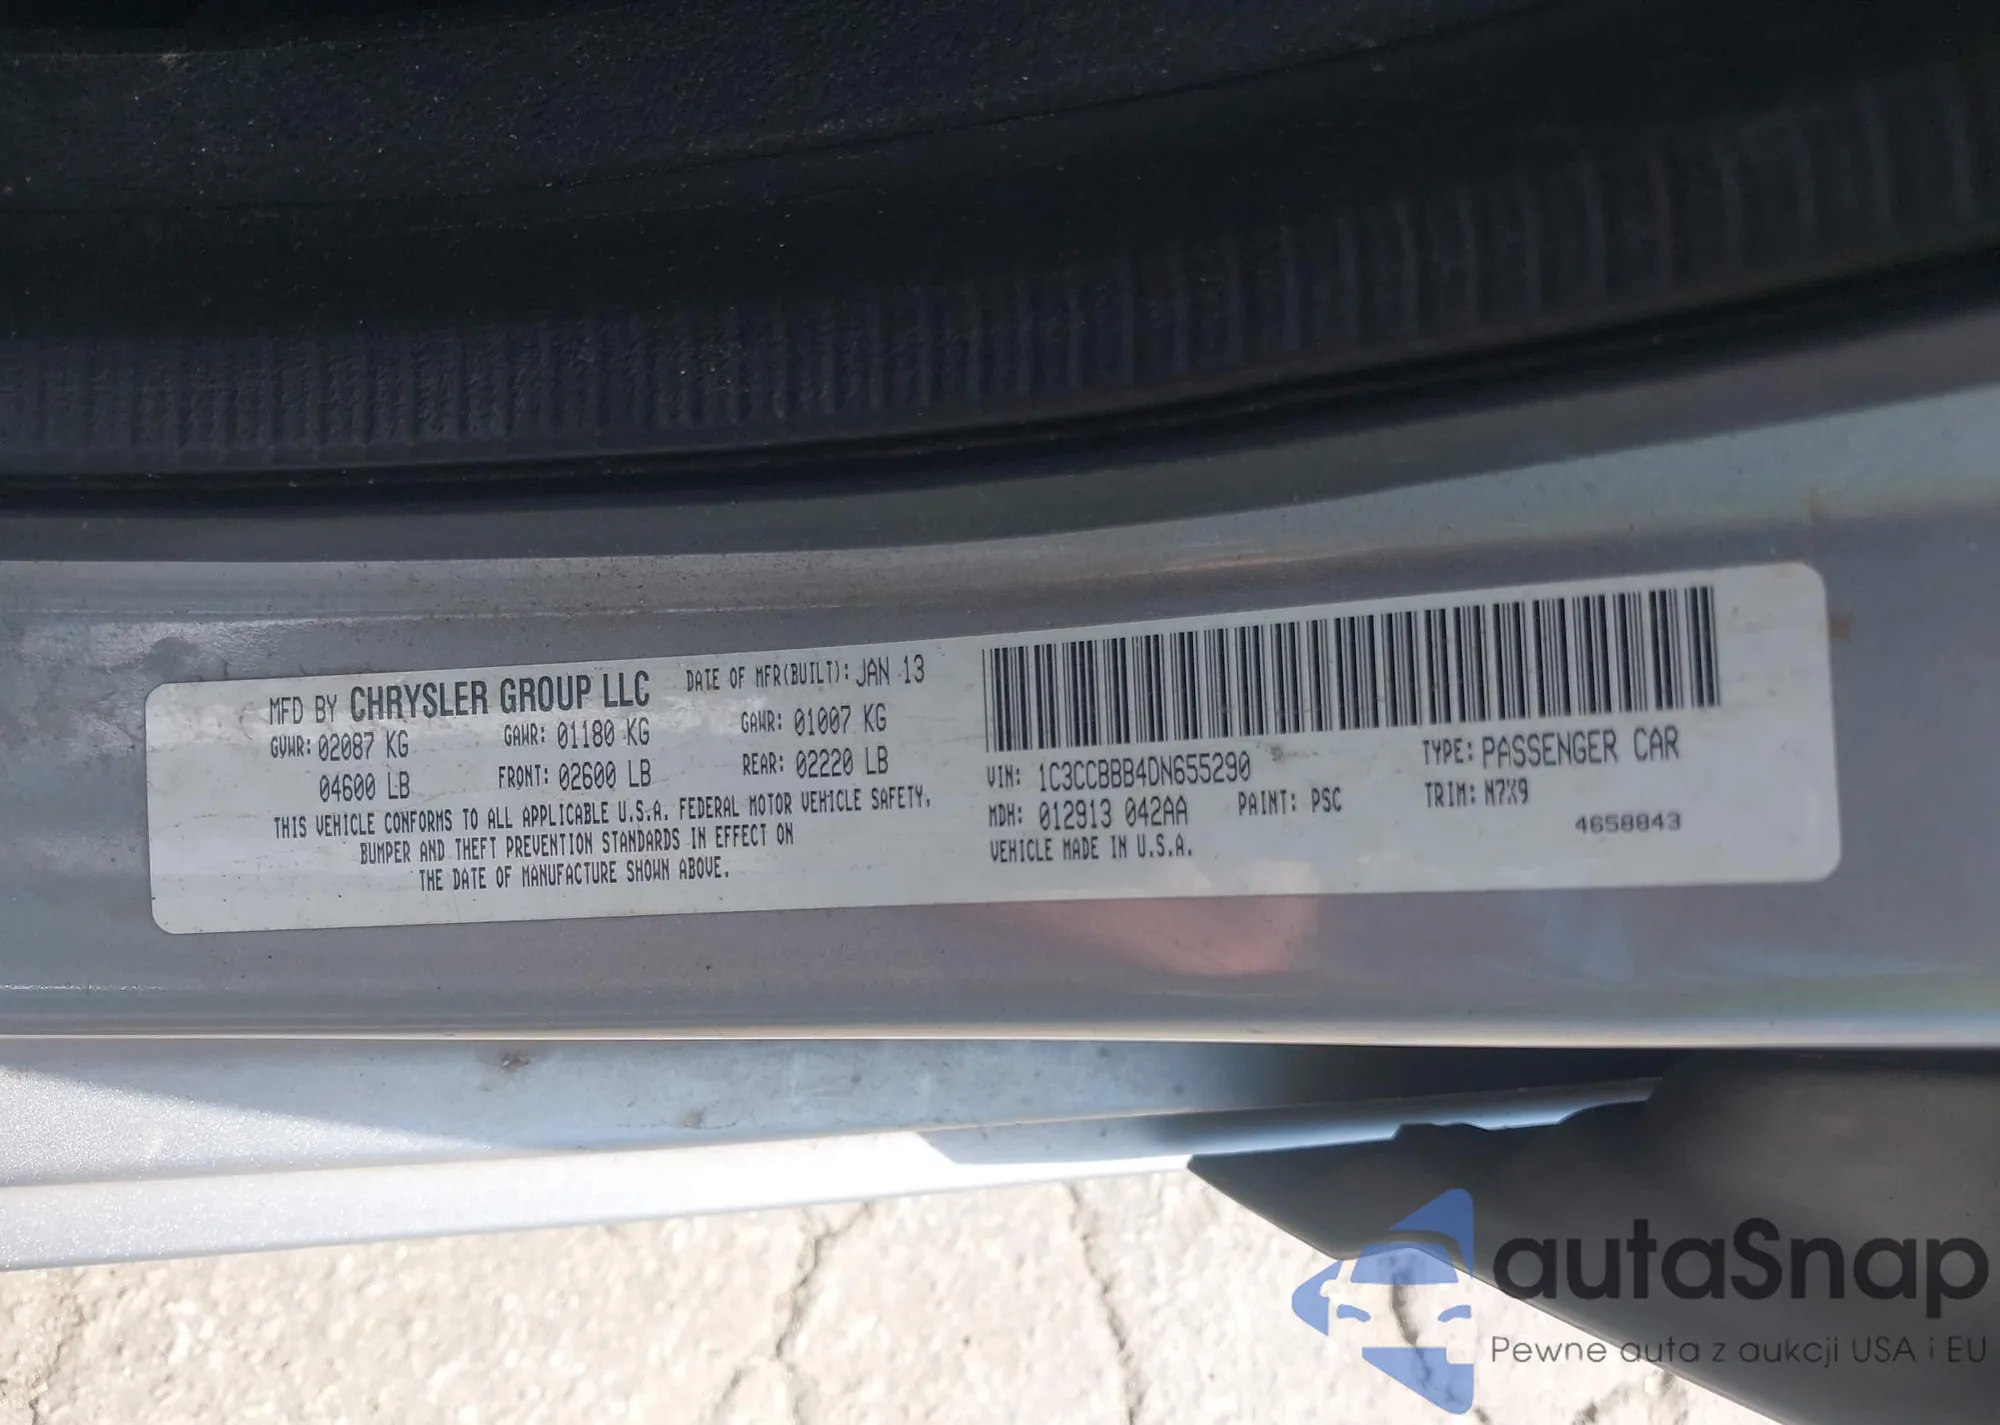 MFD BY CHRYSLER GROUP LLC DATE OF MFR(BUILT): JAN 13
GVWR: 02087 KG GAWR: 01180 KG GAWR: 01007 KG
04600 LB FRONT: 02600 LB REAR: 02220 LB
THIS VEHICLE CONFORMS TO ALL APPLICABLE U.S.A. FEDERAL MOTOR VEHICLE SAFETY,
BUMPER AND THEFT PREVENTION STANDARDS IN EFFECT ON
THE DATE OF MANUFACTURE SHOWN ABOVE.
VIN: 1C3CCBBB4DN655290 TYPE: PASSENGER CAR
MDH: 012913 042AA PAINT: PSC TRIM: N7X9
VEHICLE MADE IN U.S.A. 4658843
autaSnap
Pewne auta z aukcji USA i EU